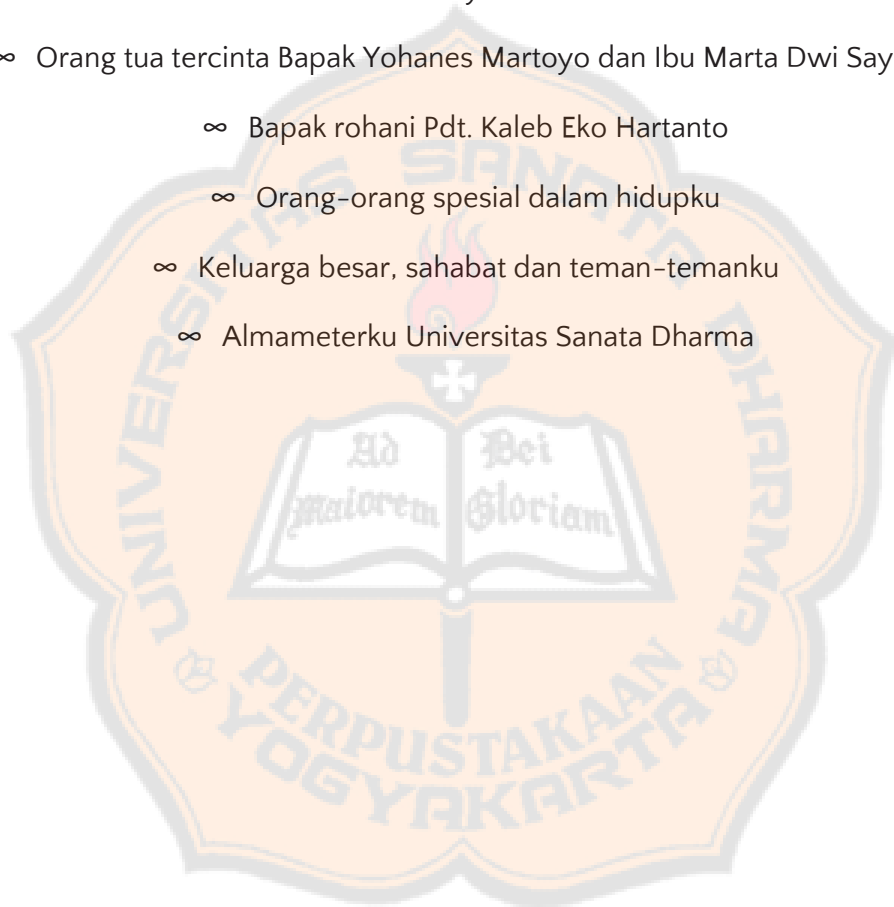 ∞ Orang tua tercinta Bapak Yohanes Martoyo dan Ibu Marta Dwi
∞ Bapak rohani Pdt. Kaleb Eko Hartanto
∞ Orang-orang spesial dalam hidupku
∞ Keluarga besar, sahabat dan teman-temanku
∞ Almameterku Universitas Sanata Dharma
UNIVERSITAS SANATA DHARMA
Ad Dei
Maiorem Gloriam
PERPUSTAKAAN
YOGYAKARTA